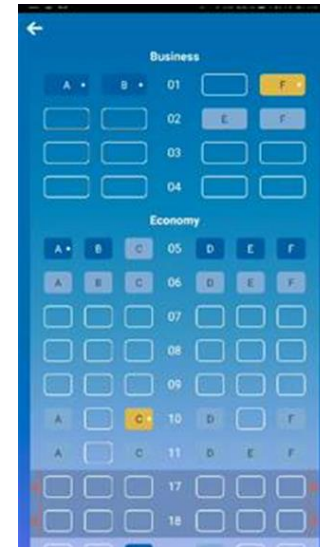 Business
A B 01 F
02 E F
03
04
Economy
A B C 05 D E F
A B C 06 D E F
07
08
09
A C 10 D F
A C 11 D E F
17
18